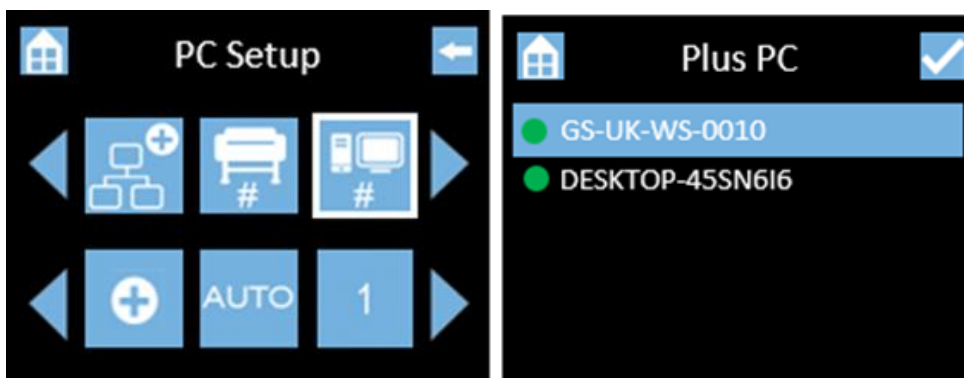 PC Setup
# #
AUTO 1
Plus PC
GS-UK-WS-0010
DESKTOP-45SN6I6